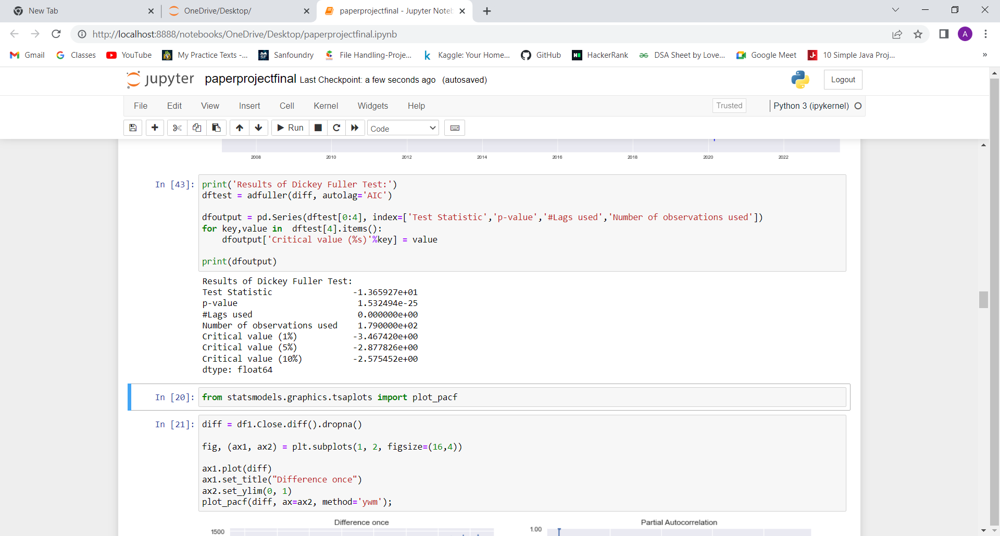 New Tab
OneDrive/Desktop/
paperprojectfinal - Jupyter Noteb
http://localhost:8888/notebooks/OneDrive/Desktop/paperprojectfinal.ipynb
A
Gmail
Classes
YouTube
My Practice Texts -...
Sanfoundry
File Handling-Proje...
Kaggle: Your Home...
GitHub
HackerRank
DSA Sheet by Love...
Google Meet
10 Simple Java Proj...
»
jupyter
paperprojectfinal Last Checkpoint: a few seconds ago (autosaved)
Logout
File Edit View Insert Cell Kernel Widgets Help
Trusted
Python 3 (ipykernel)
Run
Code
2008 2010 2012 2014 2016 2018 2020 2022
In [43]:
print('Results of Dickey Fuller Test:')
dftest = adfuller(diff, autolag='AIC')
dfoutput = pd.Series(dftest[0:4], index=['Test Statistic','p-value','#Lags used','Number of observations used'])
for key,value in  dftest[4].items():
    dfoutput['Critical value (%s)'%key] = value
print(dfoutput)
Results of Dickey Fuller Test:
Test Statistic                -1.365927e+01
p-value                        1.532494e-25
#Lags used                     0.000000e+00
Number of observations used    1.790000e+02
Critical value (1%)           -3.467420e+00
Critical value (5%)           -2.877826e+00
Critical value (10%)          -2.575452e+00
dtype: float64
In [20]:
from statsmodels.graphics.tsaplots import plot_pacf
In [21]:
diff = df1.Close.diff().dropna()
fig, (ax1, ax2) = plt.subplots(1, 2, figsize=(16,4))
ax1.plot(diff)
ax1.set_title("Difference once")
ax2.set_ylim(0, 1)
plot_pacf(diff, ax=ax2, method='ywm');
Difference once
Partial Autocorrelation
1500
1.00